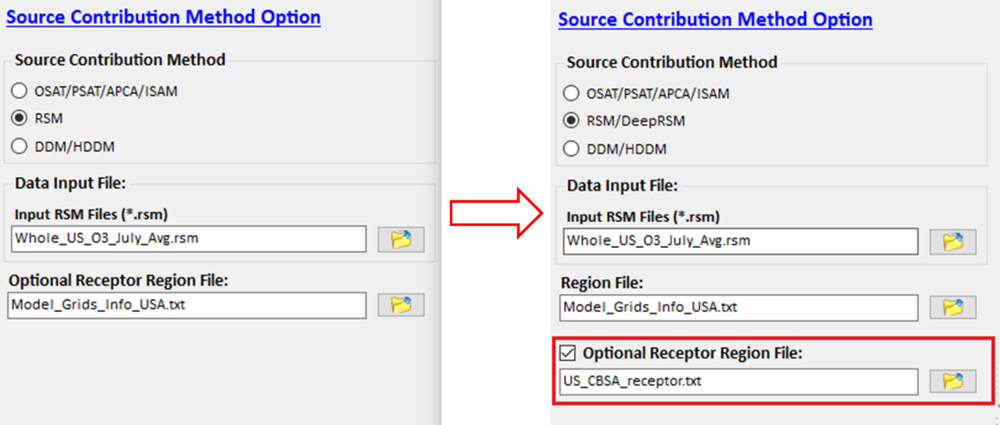 Source Contribution Method Option
Source Contribution Method
OSAT/PSAT/APCA/ISAM
RSM
DDM/HDDM
Data Input File:
Input RSM Files (*.rsm)
Whole_US_O3_July_Avg.rsm
Optional Receptor Region File:
Model_Grids_Info_USA.txt
Source Contribution Method Option
Source Contribution Method
OSAT/PSAT/APCA/ISAM
RSM/DeepRSM
DDM/HDDM
Data Input File:
Input RSM Files (*.rsm)
Whole_US_O3_July_Avg.rsm
Region File:
Model_Grids_Info_USA.txt
Optional Receptor Region File:
US_CBSA_receptor.txt